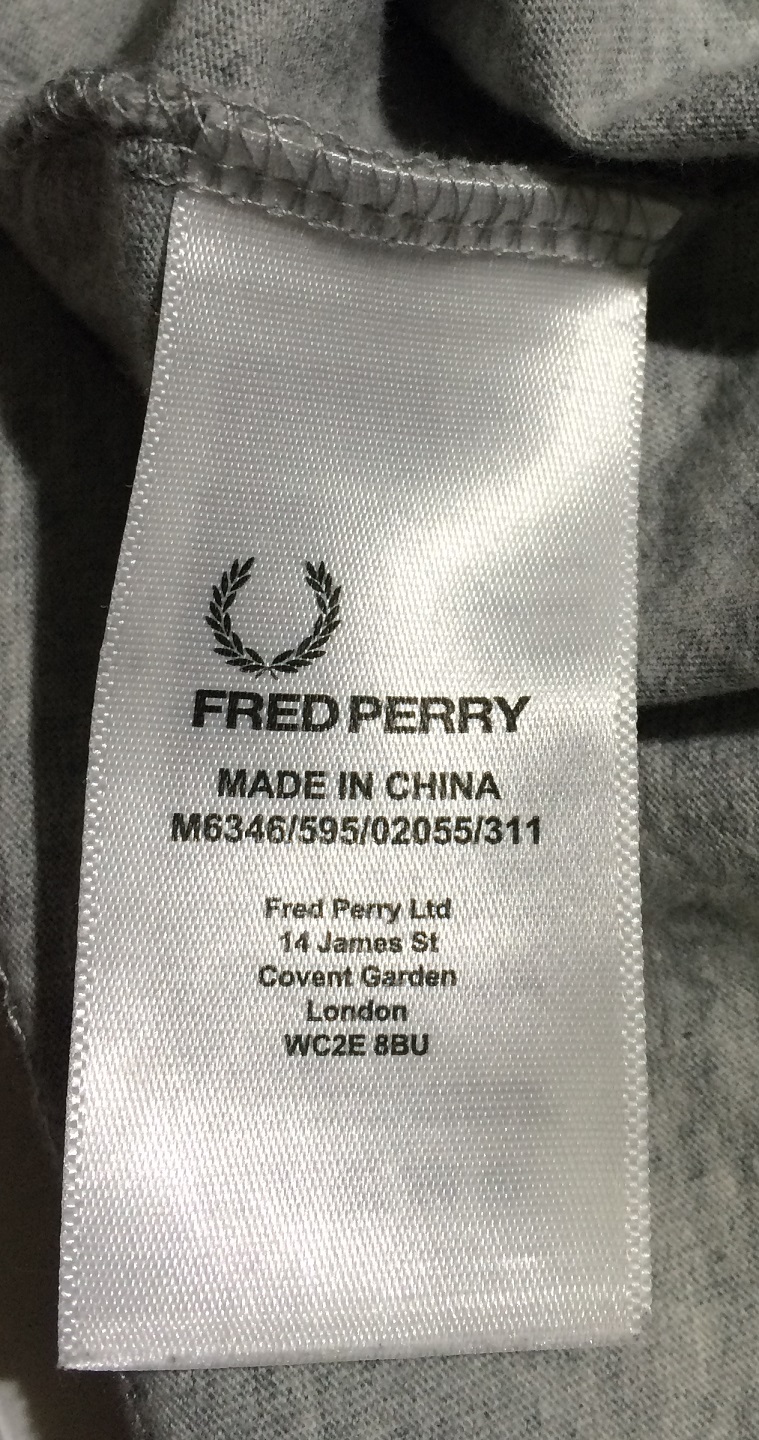 FRED PERRY
MADE IN CHINA
M6346/595/02055/311
Fred Perry Ltd
14 James St
Covent Garden
London
WC2E 8BU